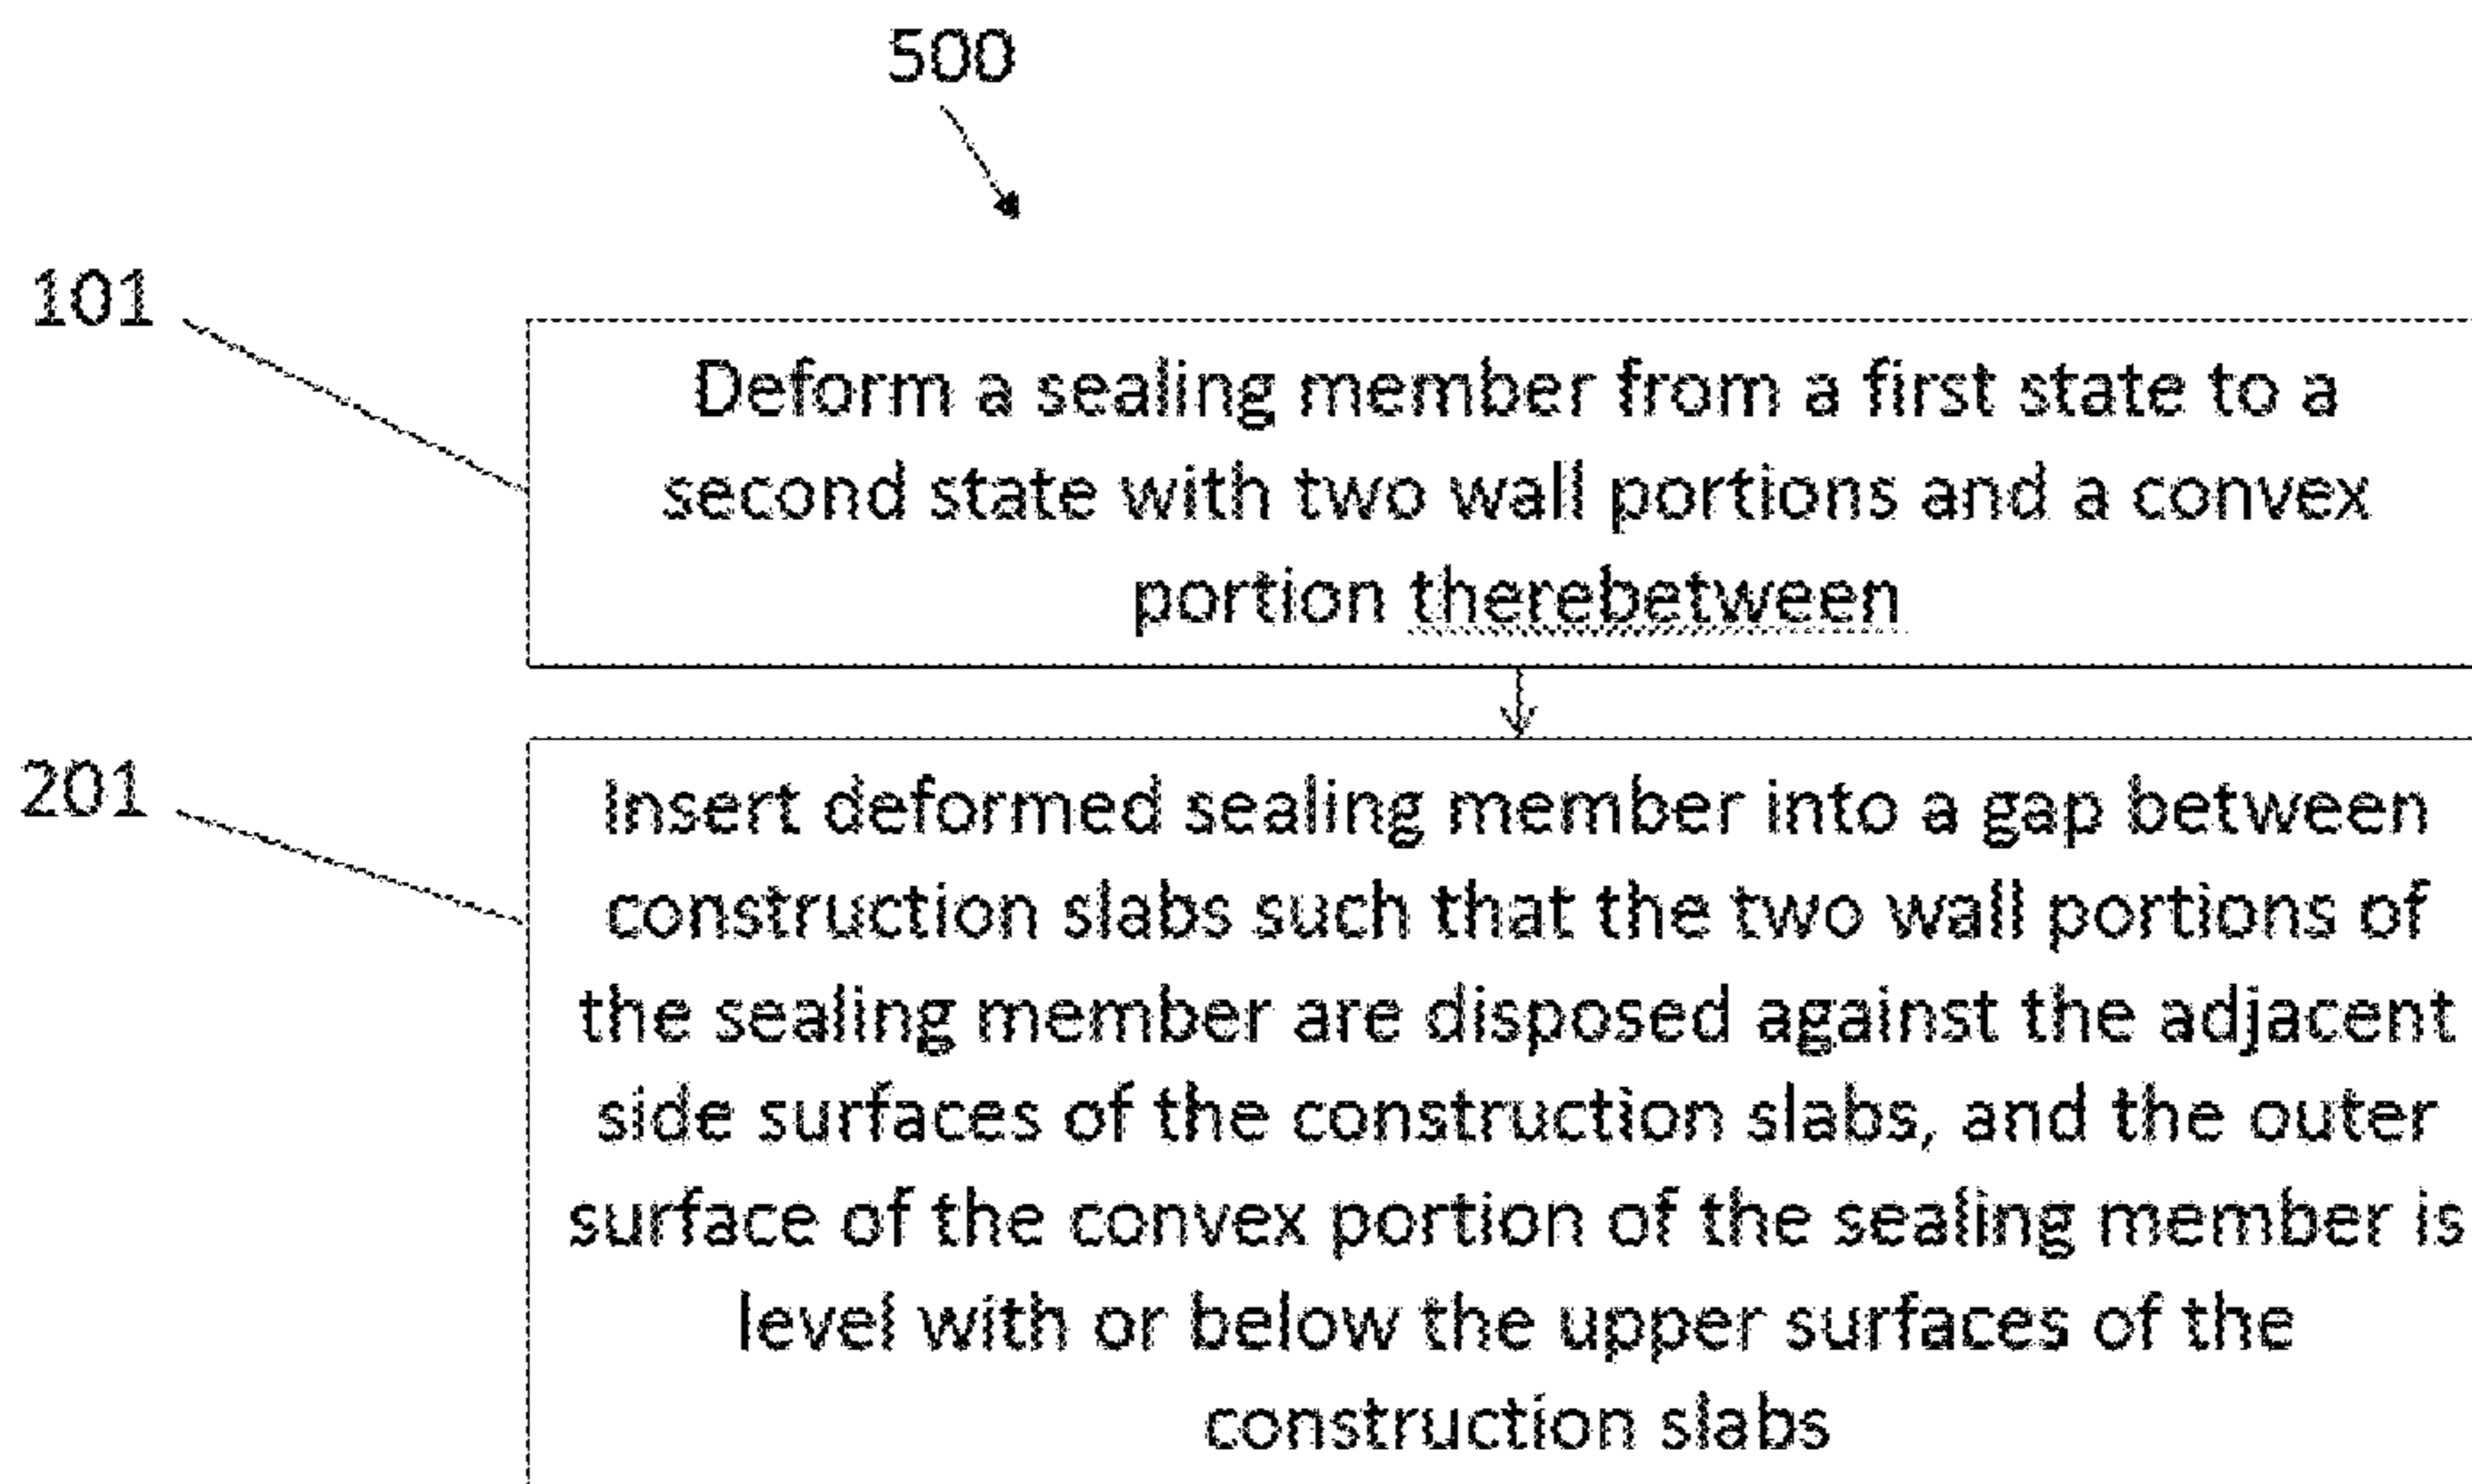 500
101
Deform a sealing member from a first state to a
second state with two wall portions and a convex
portion therebetween
201
Insert deformed sealing member into a gap between
construction slabs such that the two wall portions of
the sealing member are disposed against the adjacent
side surfaces of the construction slabs, and the outer
surface of the convex portion of the sealing member is
level with or below the upper surfaces of the
construction slabs